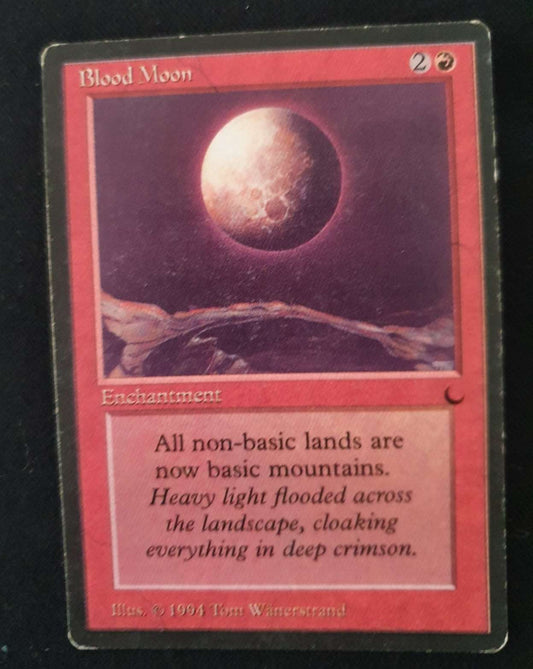 Blood Moon 2
Enchantment
All non-basic lands are
now basic mountains.
Heavy light flooded across
the landscape, cloaking
everything in deep crimson.
Illus. © 1994 Tom Wänerstrand